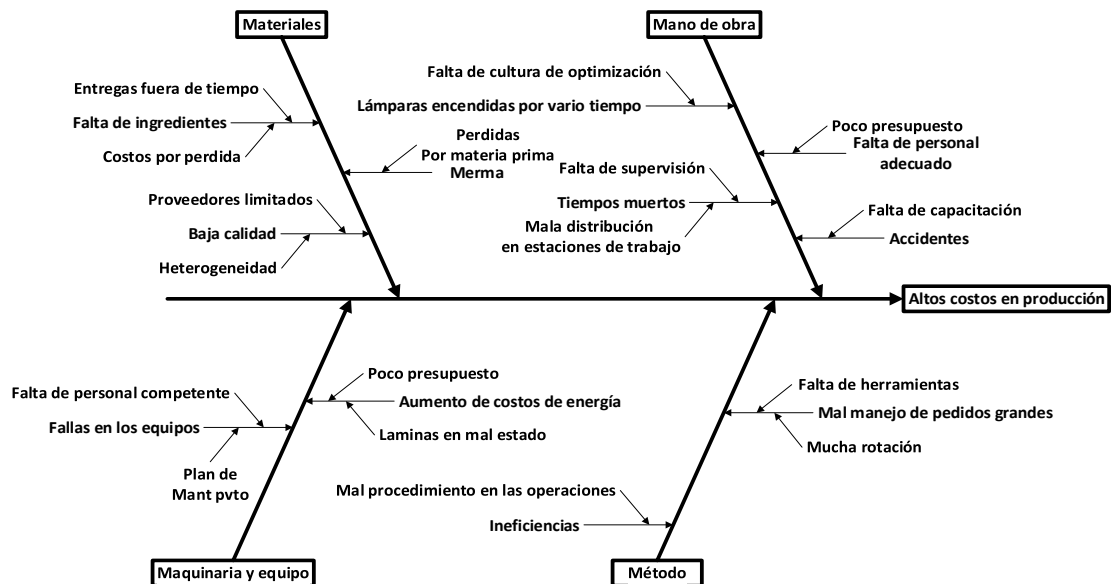 Materiales
Mano de obra
Entregas fuera de tiempo
Falta de ingredientes
Costos por perdida
Perdidas
Por materia prima
Merma
Proveedores limitados
Baja calidad
Heterogeneidad
Falta de cultura de optimización
Lámparas encendidas por vario tiempo
Poco presupuesto
Falta de personal
adecuado
Falta de supervisión
Tiempos muertos
Mala distribución
en estaciones de trabajo
Falta de capacitación
Accidentes
Altos costos en producción
Falta de personal competente
Fallas en los equipos
Plan de
Mant pvto
Poco presupuesto
Aumento de costos de energía
Laminas en mal estado
Falta de herramientas
Mal manejo de pedidos grandes
Mucha rotación
Mal procedimiento en las operaciones
Ineficiencias
Maquinaria y equipo
Método